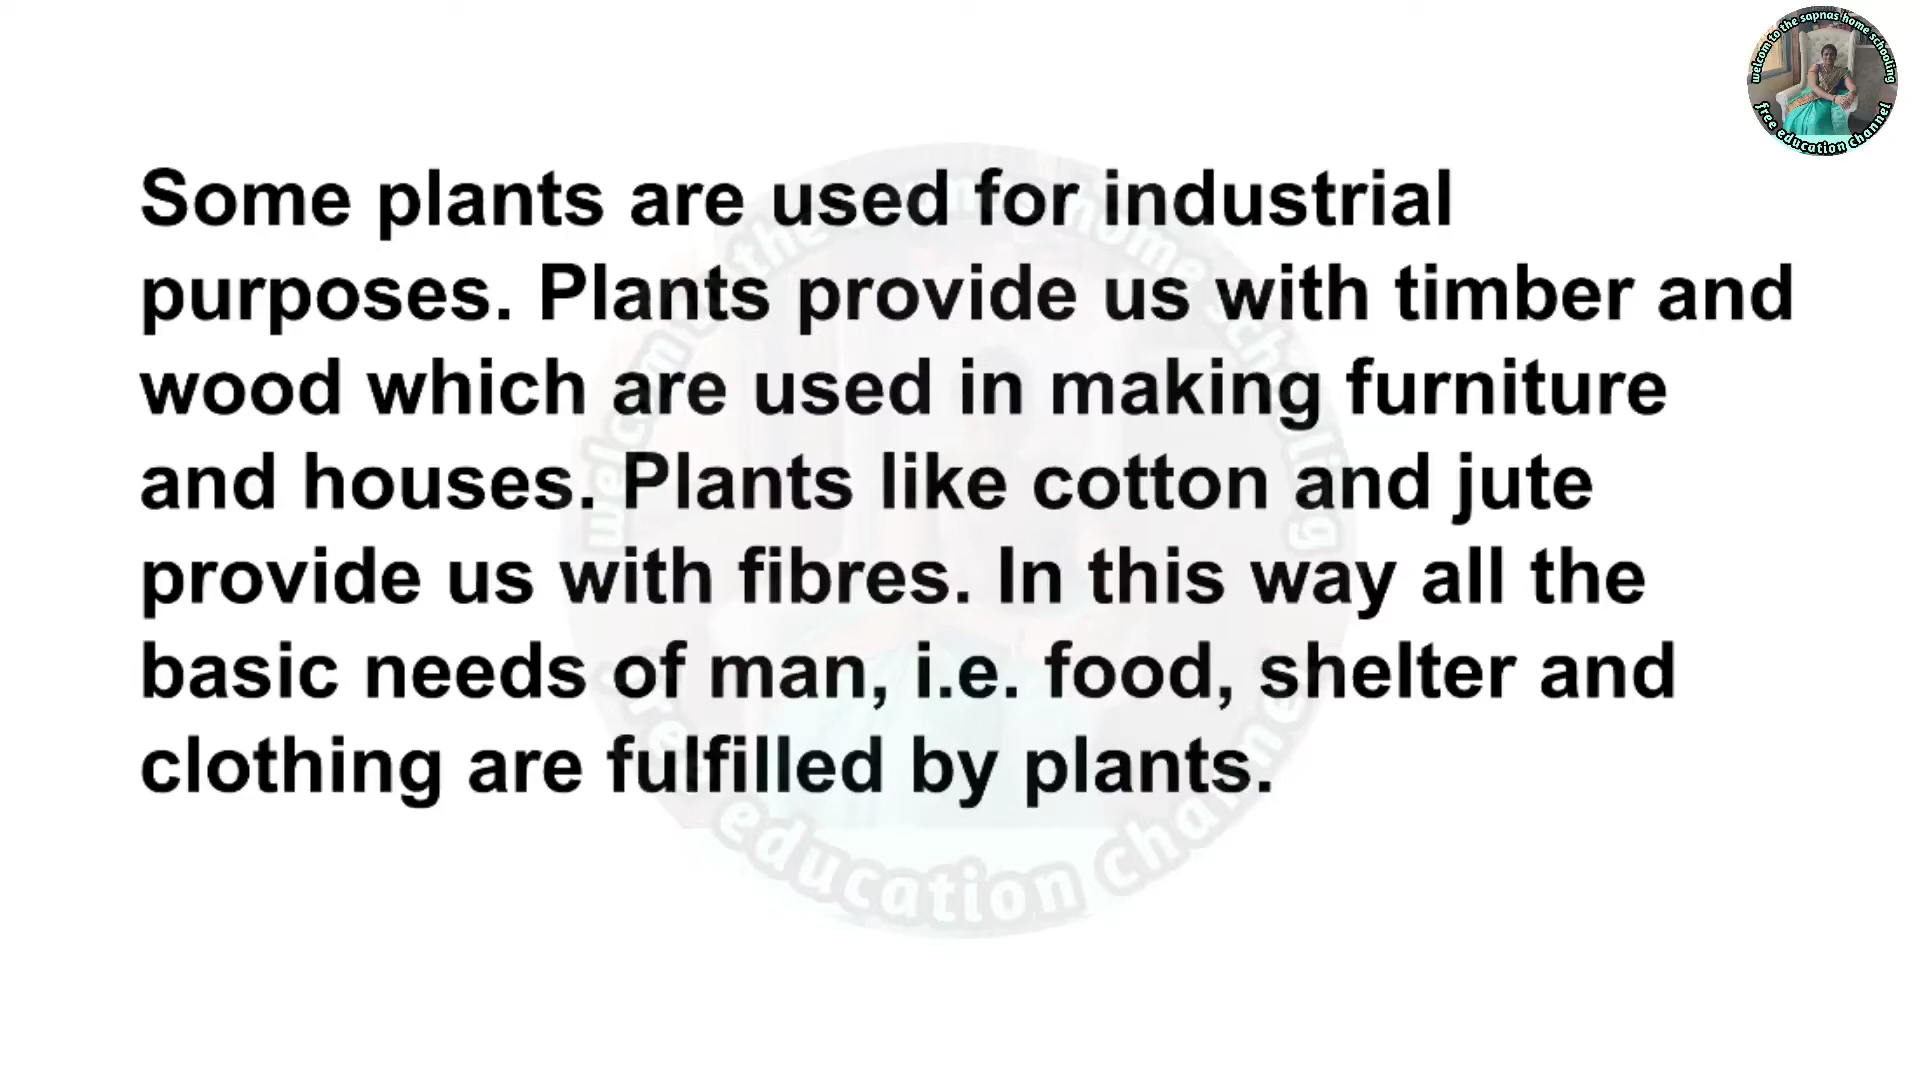 welcom to the sapnas home schooling
free education channel
Some plants are used for industrial
purposes. Plants provide us with timber and
wood which are used in making furniture
and houses. Plants like cotton and jute
provide us with fibres. In this way all the
basic needs of man, i.e. food, shelter and
clothing are fulfilled by plants.